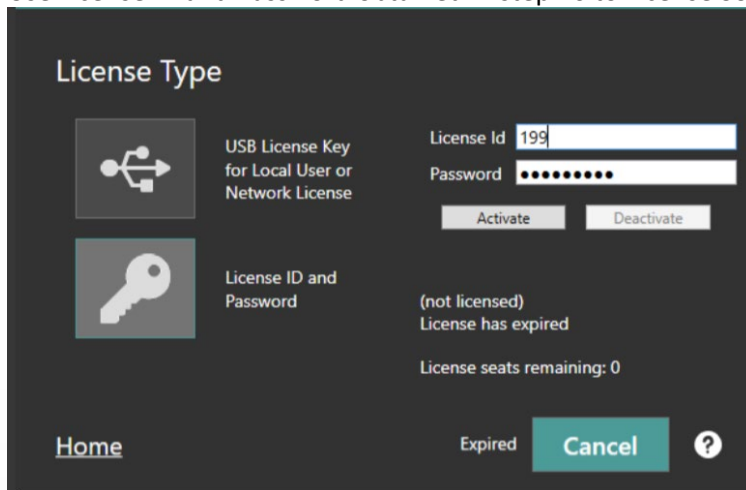 License Type
USB License Key
for Local User or
Network License
License Id 199
Password ●●●●●●●●●
Activate Deactivate
License ID and
Password
(not licensed)
License has expired
License seats remaining: 0
Home
Expired Cancel ?